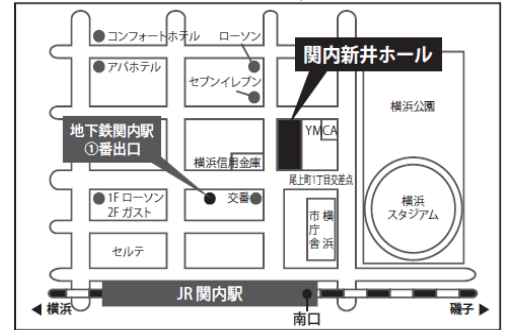 コンフォートホテル
ローソン
関内新井ホール
アパホテル
セブンイレブン
横浜公園
地下鉄関内駅
①番出口
YMCA
横浜信用金庫
尾上町1丁目交差点
1F ローソン
2F ガスト
交番
横浜
市庁舎
横浜
スタジアム
セルテ
JR 関内駅
◀ 横浜
南口
磯子 ▶